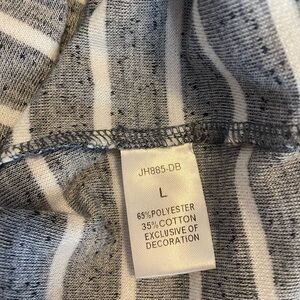 JH885-DB
L
65%POLYESTER
35%COTTON
EXCLUSIVE OF
DECORATION